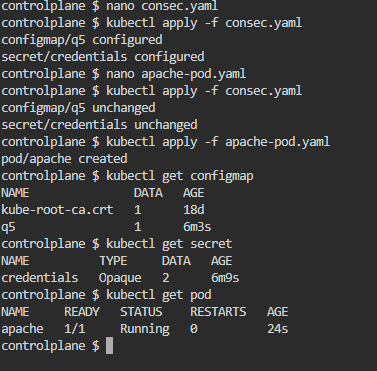 controlplane $ nano consec.yaml
controlplane $ kubectl apply -f consec.yaml
configmap/q5 configured
secret/credentials configured
controlplane $ nano apache-pod.yaml
controlplane $ kubectl apply -f consec.yaml
configmap/q5 unchanged
secret/credentials unchanged
controlplane $ kubectl apply -f apache-pod.yaml
pod/apache created
controlplane $ kubectl get configmap
NAME               DATA   AGE
kube-root-ca.crt   1      18d
q5                 1      6m3s
controlplane $ kubectl get secret
NAME          TYPE     DATA   AGE
credentials   Opaque   2      6m9s
controlplane $ kubectl get pod
NAME     READY   STATUS    RESTARTS   AGE
apache   1/1     Running   0          24s
controlplane $